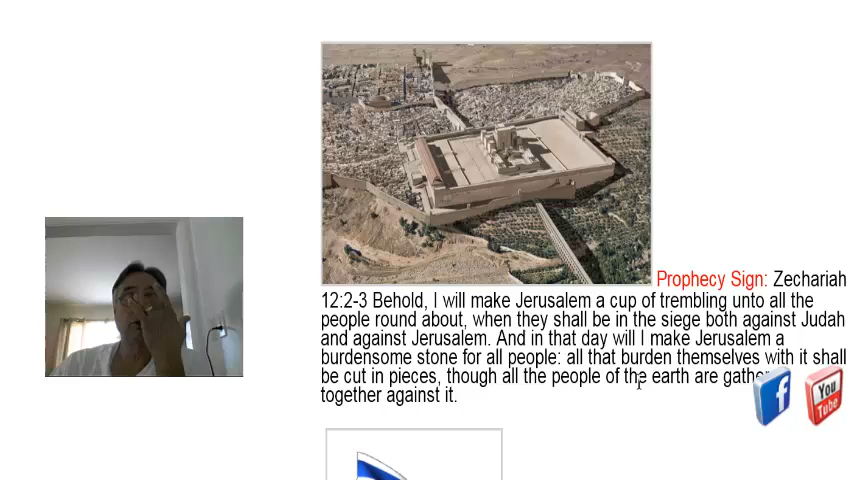 Prophecy Sign: Zechariah
12:2-3 Behold, I will make Jerusalem a cup of trembling unto all the
people round about, when they shall be in the siege both against Judah
and against Jerusalem. And in that day will I make Jerusalem a
burdensome stone for all people: all that burden themselves with it shall
be cut in pieces, though all the people of the earth are
together against it.
You
Tube